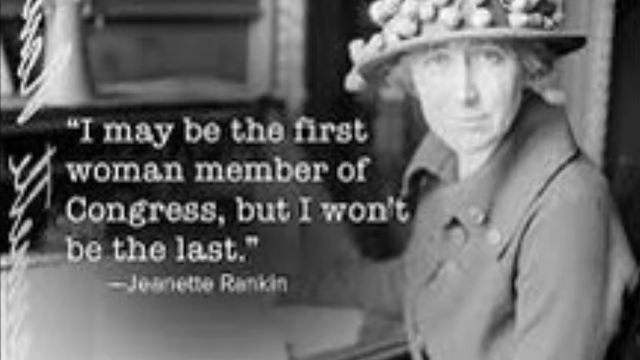 “I may be the first
woman member of
Congress, but I won’t
be the last.”
—Jeanette Rankin